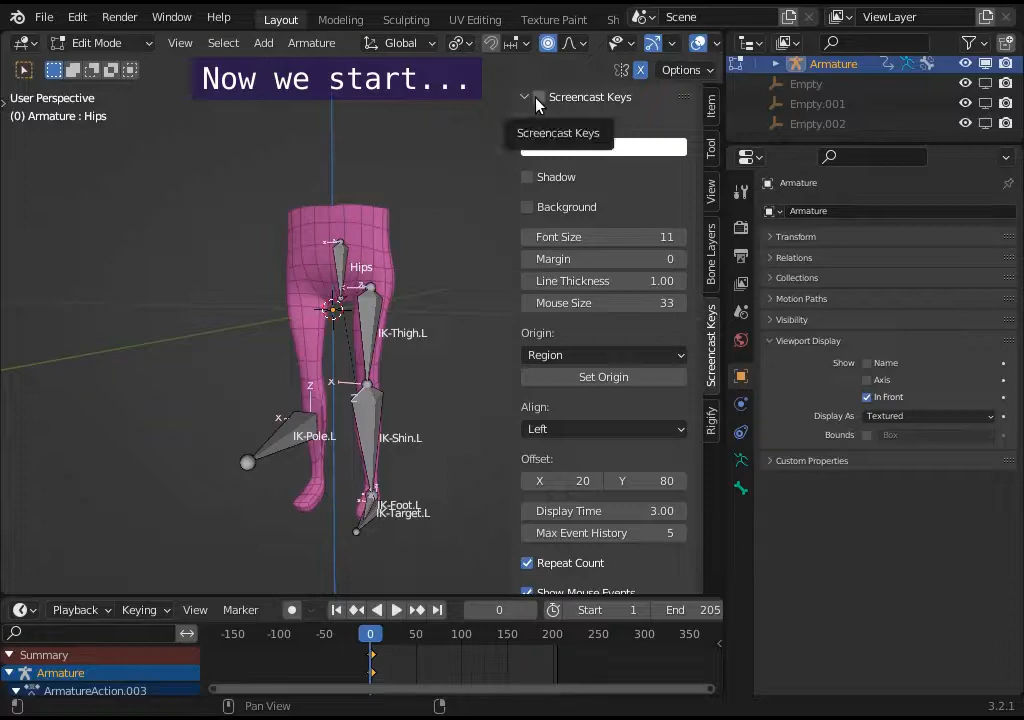 File Edit Render Window Help Layout Modeling Sculpting UV Editing Texture Paint Sh Scene ViewLayer
Edit Mode View Select Add Armature Global
Now we start...
X Options
User Perspective
(0) Armature : Hips
Screencast Keys
Screencast Keys
Shadow
Background
Font Size 11
Margin 0
Line Thickness 1.00
Mouse Size 33
Origin:
Region
Set Origin
Align:
Left
Offset:
X 20 Y 80
Display Time 3.00
Max Event History 5
Repeat Count
Show Mouse Events
Item
Tool
View
Bone Layers
Screencast Keys
Rigify
Hips
IK-Thigh.L
X
Z
Z
X
IK-Pole.L
IK-Shin.L
IK-Foot.L
IK-Target.L
Armature
Empty
Empty.001
Empty.002
Armature
Armature
Transform
Relations
Collections
Motion Paths
Visibility
Viewport Display
Show Name
Axis
In Front
Display As Textured
Bounds Box
Custom Properties
Playback Keying View Marker 0 Start 1 End 205
-150 -100 -50 0 50 100 150 200 250 300 350
Summary
Armature
ArmatureAction.003
Pan View 3.2.1